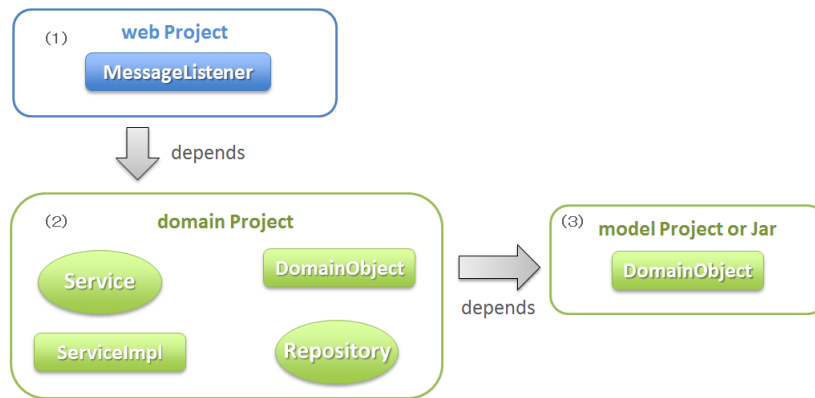 (1)
web Project
MessageListener
depends
(2)
domain Project
Service
DomainObject
ServiceImpl
Repository
depends
(3)
model Project or Jar
DomainObject